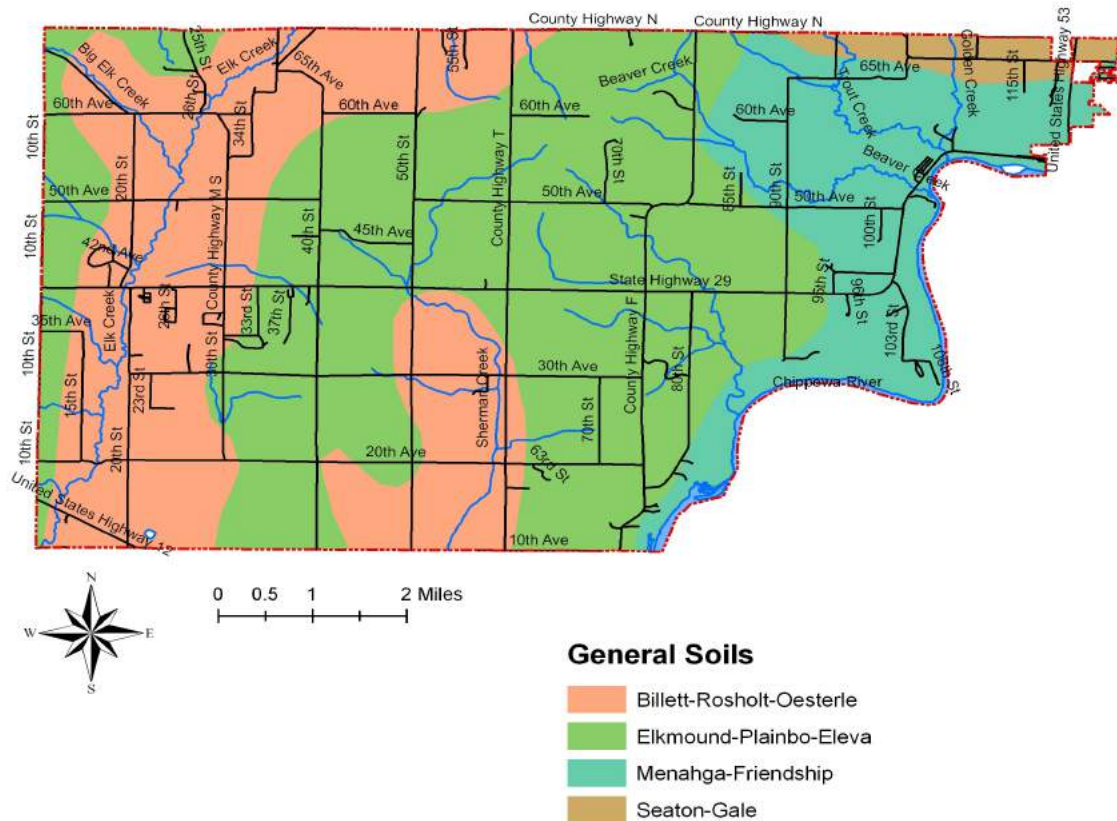 County Highway N
County Highway N
United States Highway 53
25th St
Elk Creek
Big Elk Creek
65th Ave
55th St
Beaver Creek
65th Ave
Trout Creek
Golden Creek
115th St
26th St
10th St
60th Ave
34th St
60th Ave
60th Ave
60th Ave
50th St
County Highway T
70th St
Beaver Creek
50th Ave
20th St
County Highway M S
50th Ave
85th St
90th St
50th Ave
10th St
42nd Ave
40th St
45th Ave
100th St
State Highway 29
95th St
96th St
35th Ave
Elk Creek
33rd St
37th St
10th St
30th St
County Highway F
103rd St
108th St
30th Ave
80th St
Chippowa River
15th St
23rd St
Sherman Creek
70th St
10th St
20th St
20th Ave
63rd St
United States Highway 12
10th Ave
N
W E
S
0 0.5 1 2 Miles
General Soils
Billett-Rosholt-Oesterle
Elkmound-Plainbo-Eleva
Menahga-Friendship
Seaton-Gale